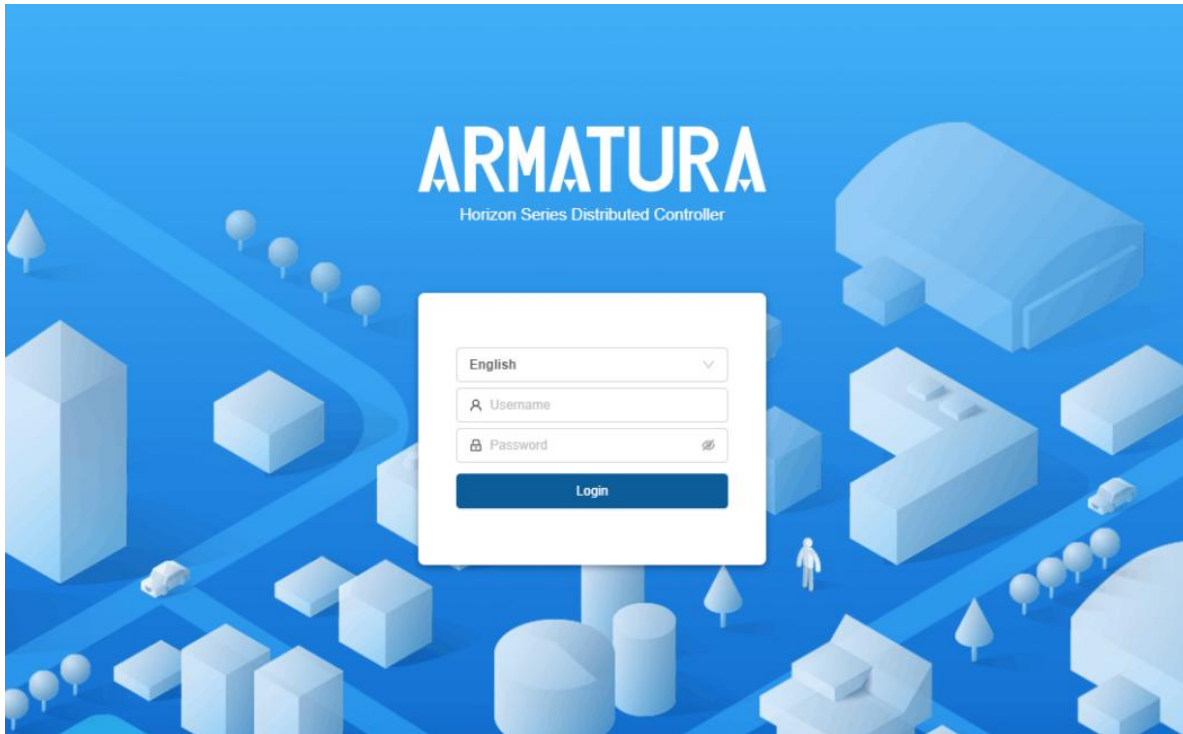 ARMATURA
Horizon Series Distributed Controller
English
Username
Password
Login